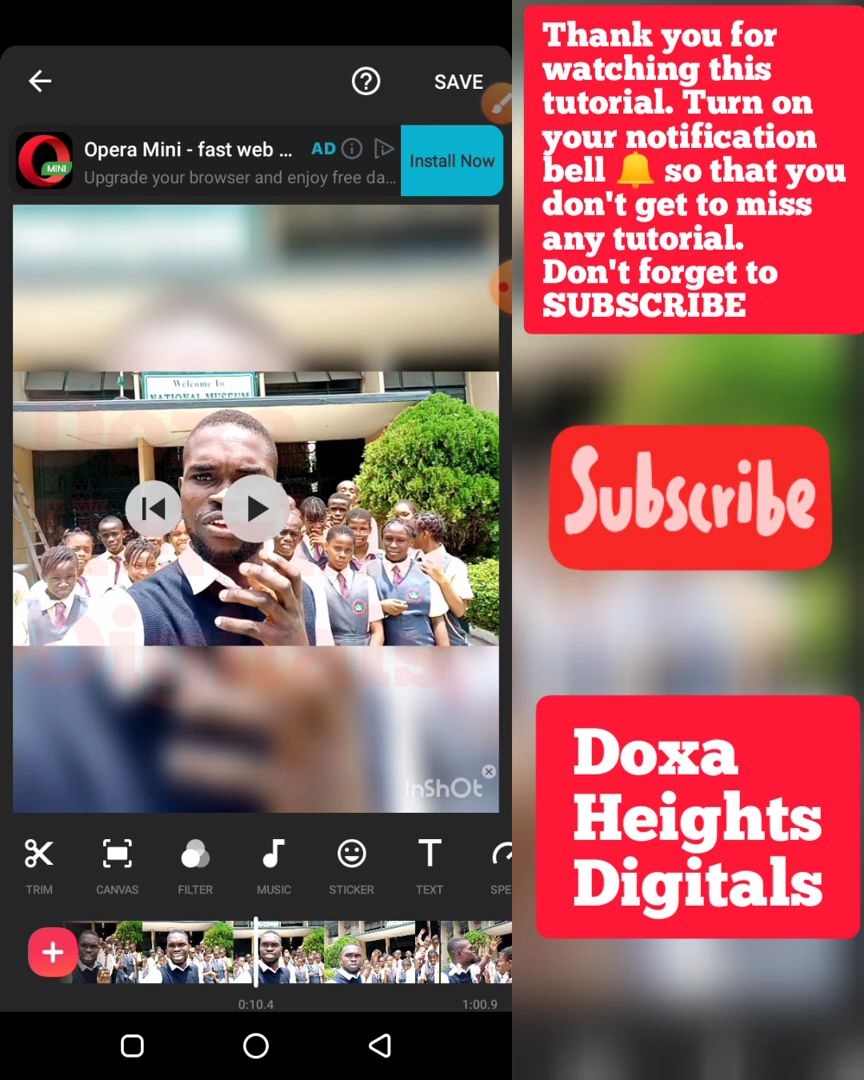 SAVE
Opera Mini - fast web ...
AD
Upgrade your browser and enjoy free da...
Install Now
MINI
Welcome To
NATIONAL MUSEUM
Digitals
InShOt
TRIM
CANVAS
FILTER
MUSIC
STICKER
TEXT
SPE
0:10.4
1:00.9
Thank you for
watching this
tutorial. Turn on
your notification
bell 🔔 so that you
don't get to miss
any tutorial.
Don't forget to
SUBSCRIBE
Subscribe
Doxa
Heights
Digitals